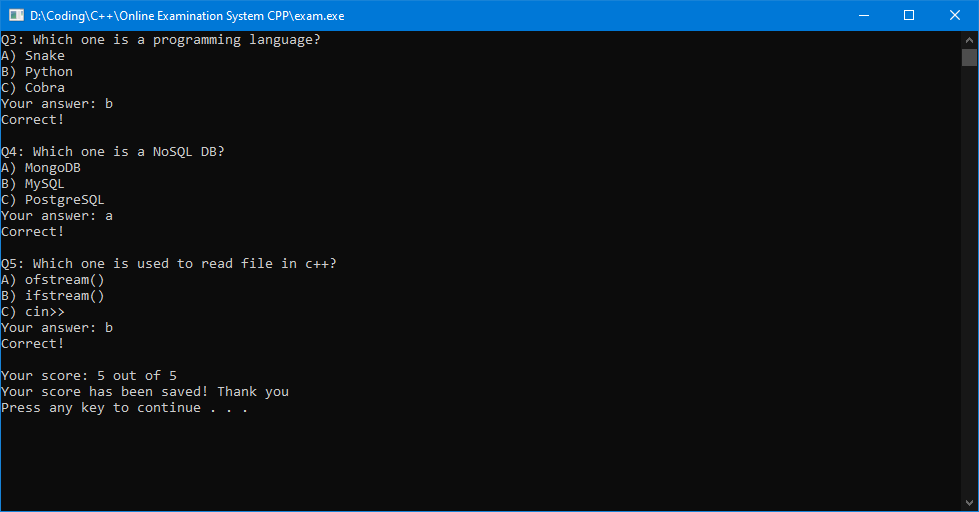 D:\Coding\C++\Online Examination System CPP\exam.exe
Q3: Which one is a programming language?
A) Snake
B) Python
C) Cobra
Your answer: b
Correct!
Q4: Which one is a NoSQL DB?
A) MongoDB
B) MySQL
C) PostgreSQL
Your answer: a
Correct!
Q5: Which one is used to read file in c++?
A) ofstream()
B) ifstream()
C) cin>>
Your answer: b
Correct!
Your score: 5 out of 5
Your score has been saved! Thank you
Press any key to continue . . .